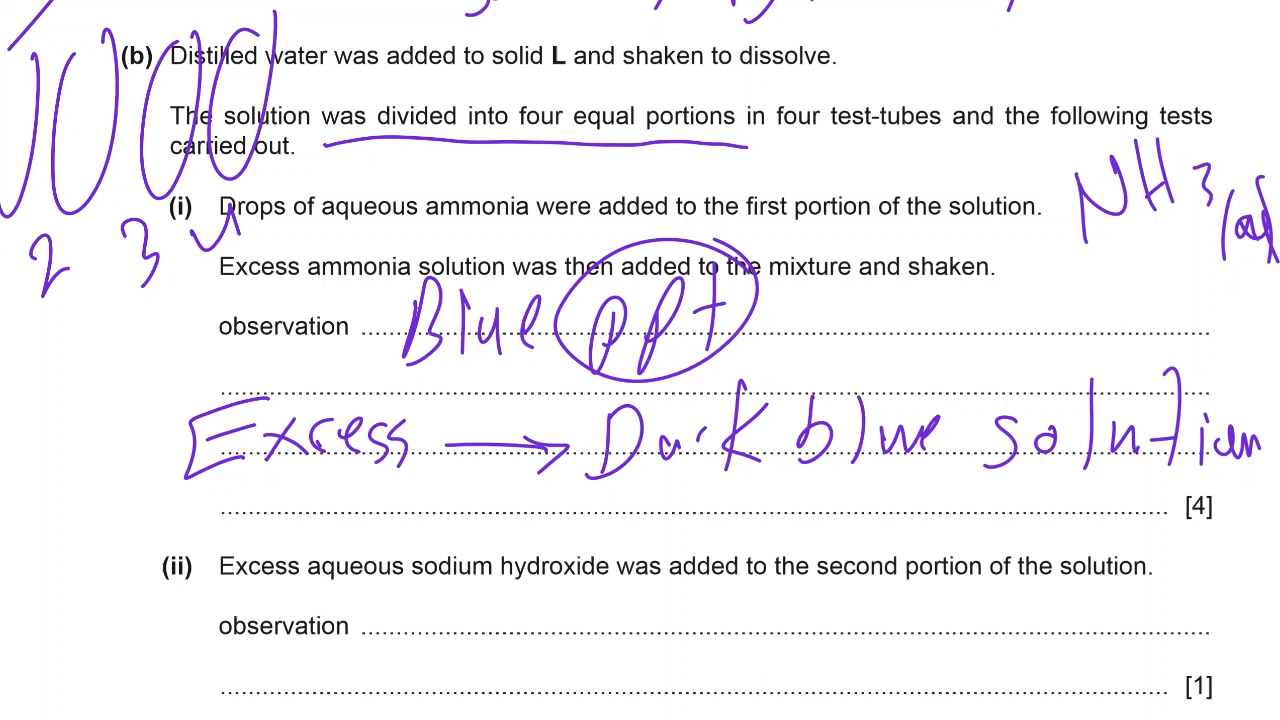 (b) Distilled water was added to solid L and shaken to dissolve.
The solution was divided into four equal portions in four test-tubes and the following tests
carried out.
(i) Drops of aqueous ammonia were added to the first portion of the solution.
NH3(aq)
2 3 4
Excess ammonia solution was then added to the mixture and shaken.
observation ........ Blue ppt ........
Excess → Dark blue solution
[4]
(ii) Excess aqueous sodium hydroxide was added to the second portion of the solution.
observation ........
[1]